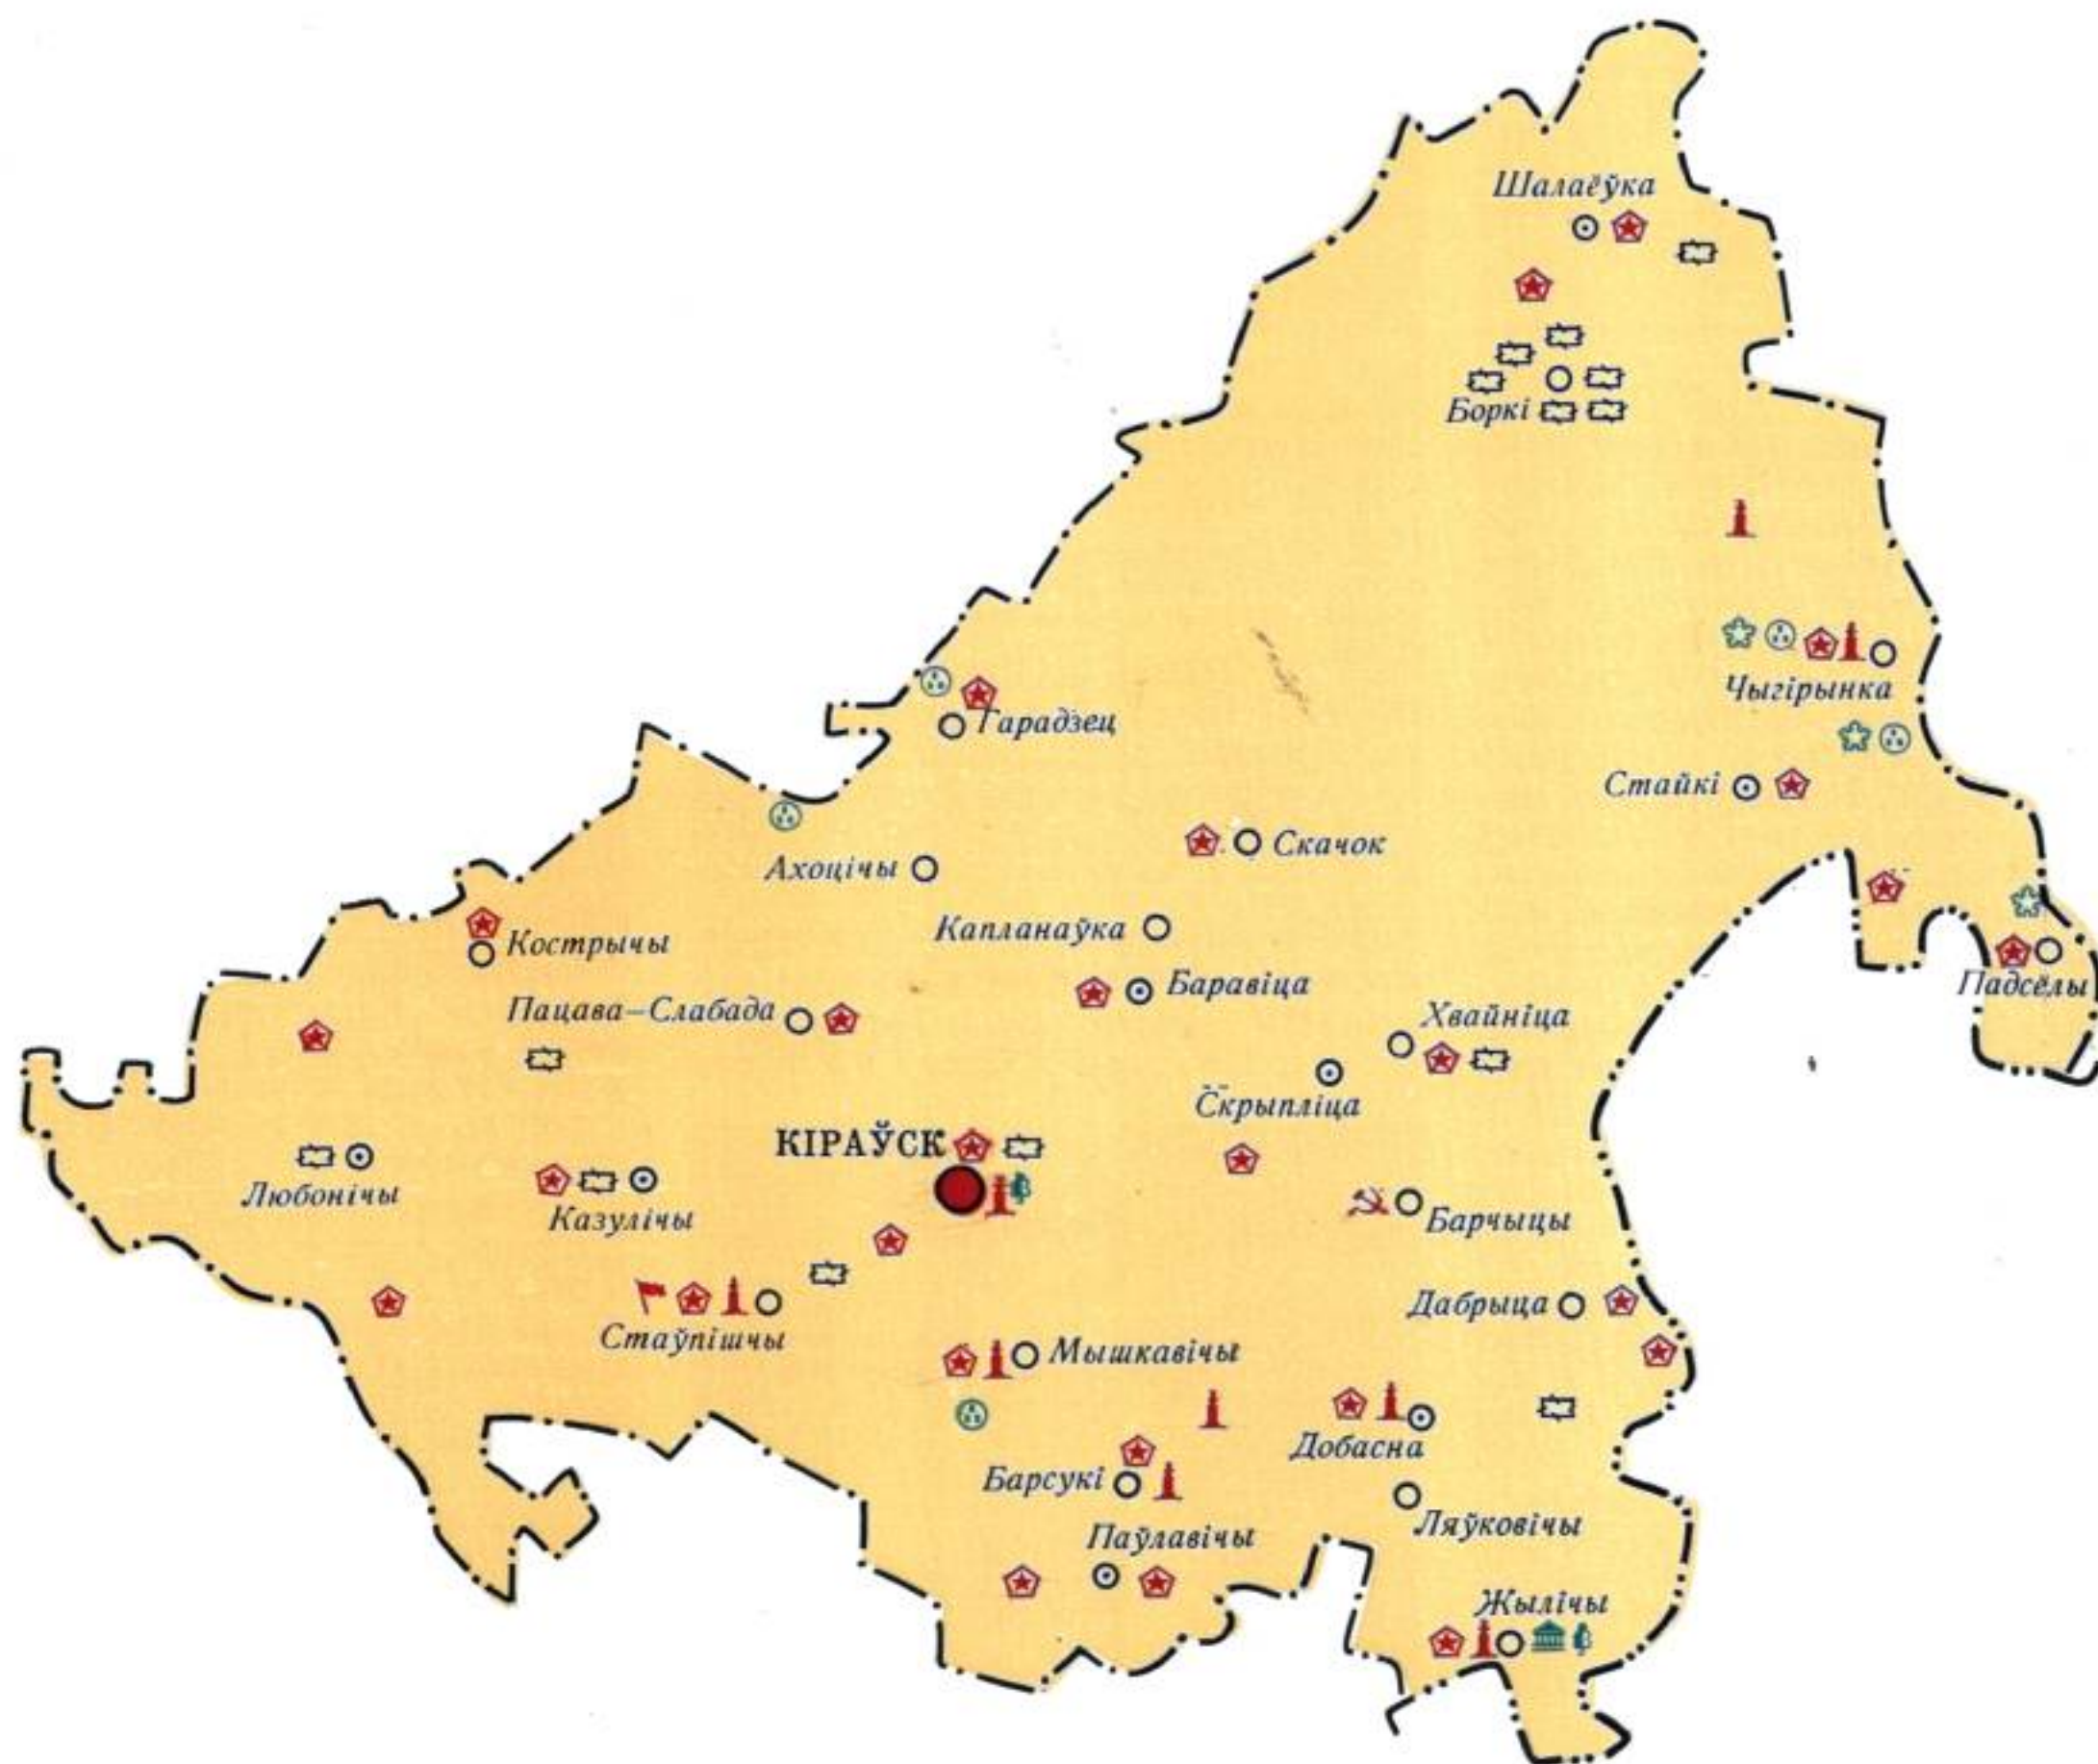 Шалаёўка
Боркі
Чыгірынка
Гарадзец
Стайкі
Скачок
Ахоцічы
Капланаўка
Кострычы
Баравіца
Падсёлы
Пацава–Слабада
Хвайніца
Скрыпліца
КІРАЎСК
Любонічы
Казулічы
Барчыцы
Дабрыца
Стаўпішчы
Мышкавічы
Добасна
Барсукі
Ляўковічы
Паўлавічы
Жылічы